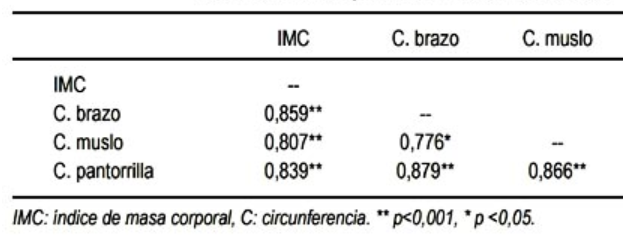 IMC C. brazo C. muslo
IMC --
C. brazo 0,859** --
C. muslo 0,807** 0,776* --
C. pantorrilla 0,839** 0,879** 0,866**
IMC: indice de masa corporal, C: circunferencia. ** p<0,001, * p <0,05.